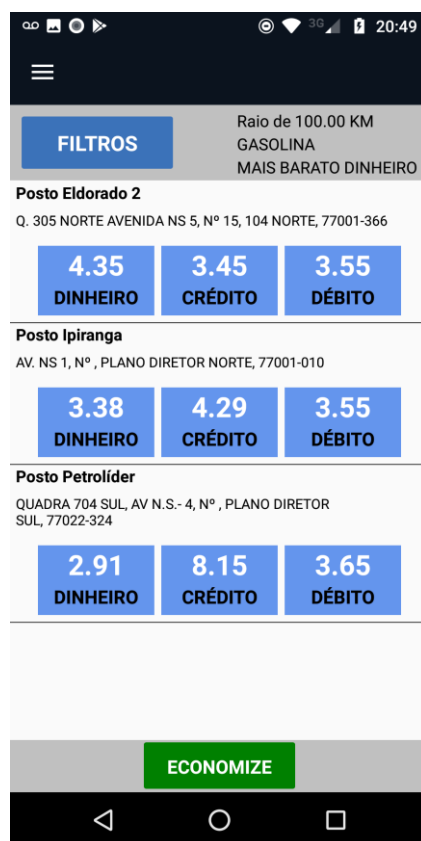 3G 20:49
FILTROS
Raio de 100.00 KM
GASOLINA
MAIS BARATO DINHEIRO
Posto Eldorado 2
Q. 305 NORTE AVENIDA NS 5, Nº 15, 104 NORTE, 77001-366
4.35 3.45 3.55
DINHEIRO CRÉDITO DÉBITO
Posto Ipiranga
AV. NS 1, Nº , PLANO DIRETOR NORTE, 77001-010
3.38 4.29 3.55
DINHEIRO CRÉDITO DÉBITO
Posto Petrolíder
QUADRA 704 SUL, AV N.S.- 4, Nº , PLANO DIRETOR
SUL, 77022-324
2.91 8.15 3.65
DINHEIRO CRÉDITO DÉBITO
ECONOMIZE